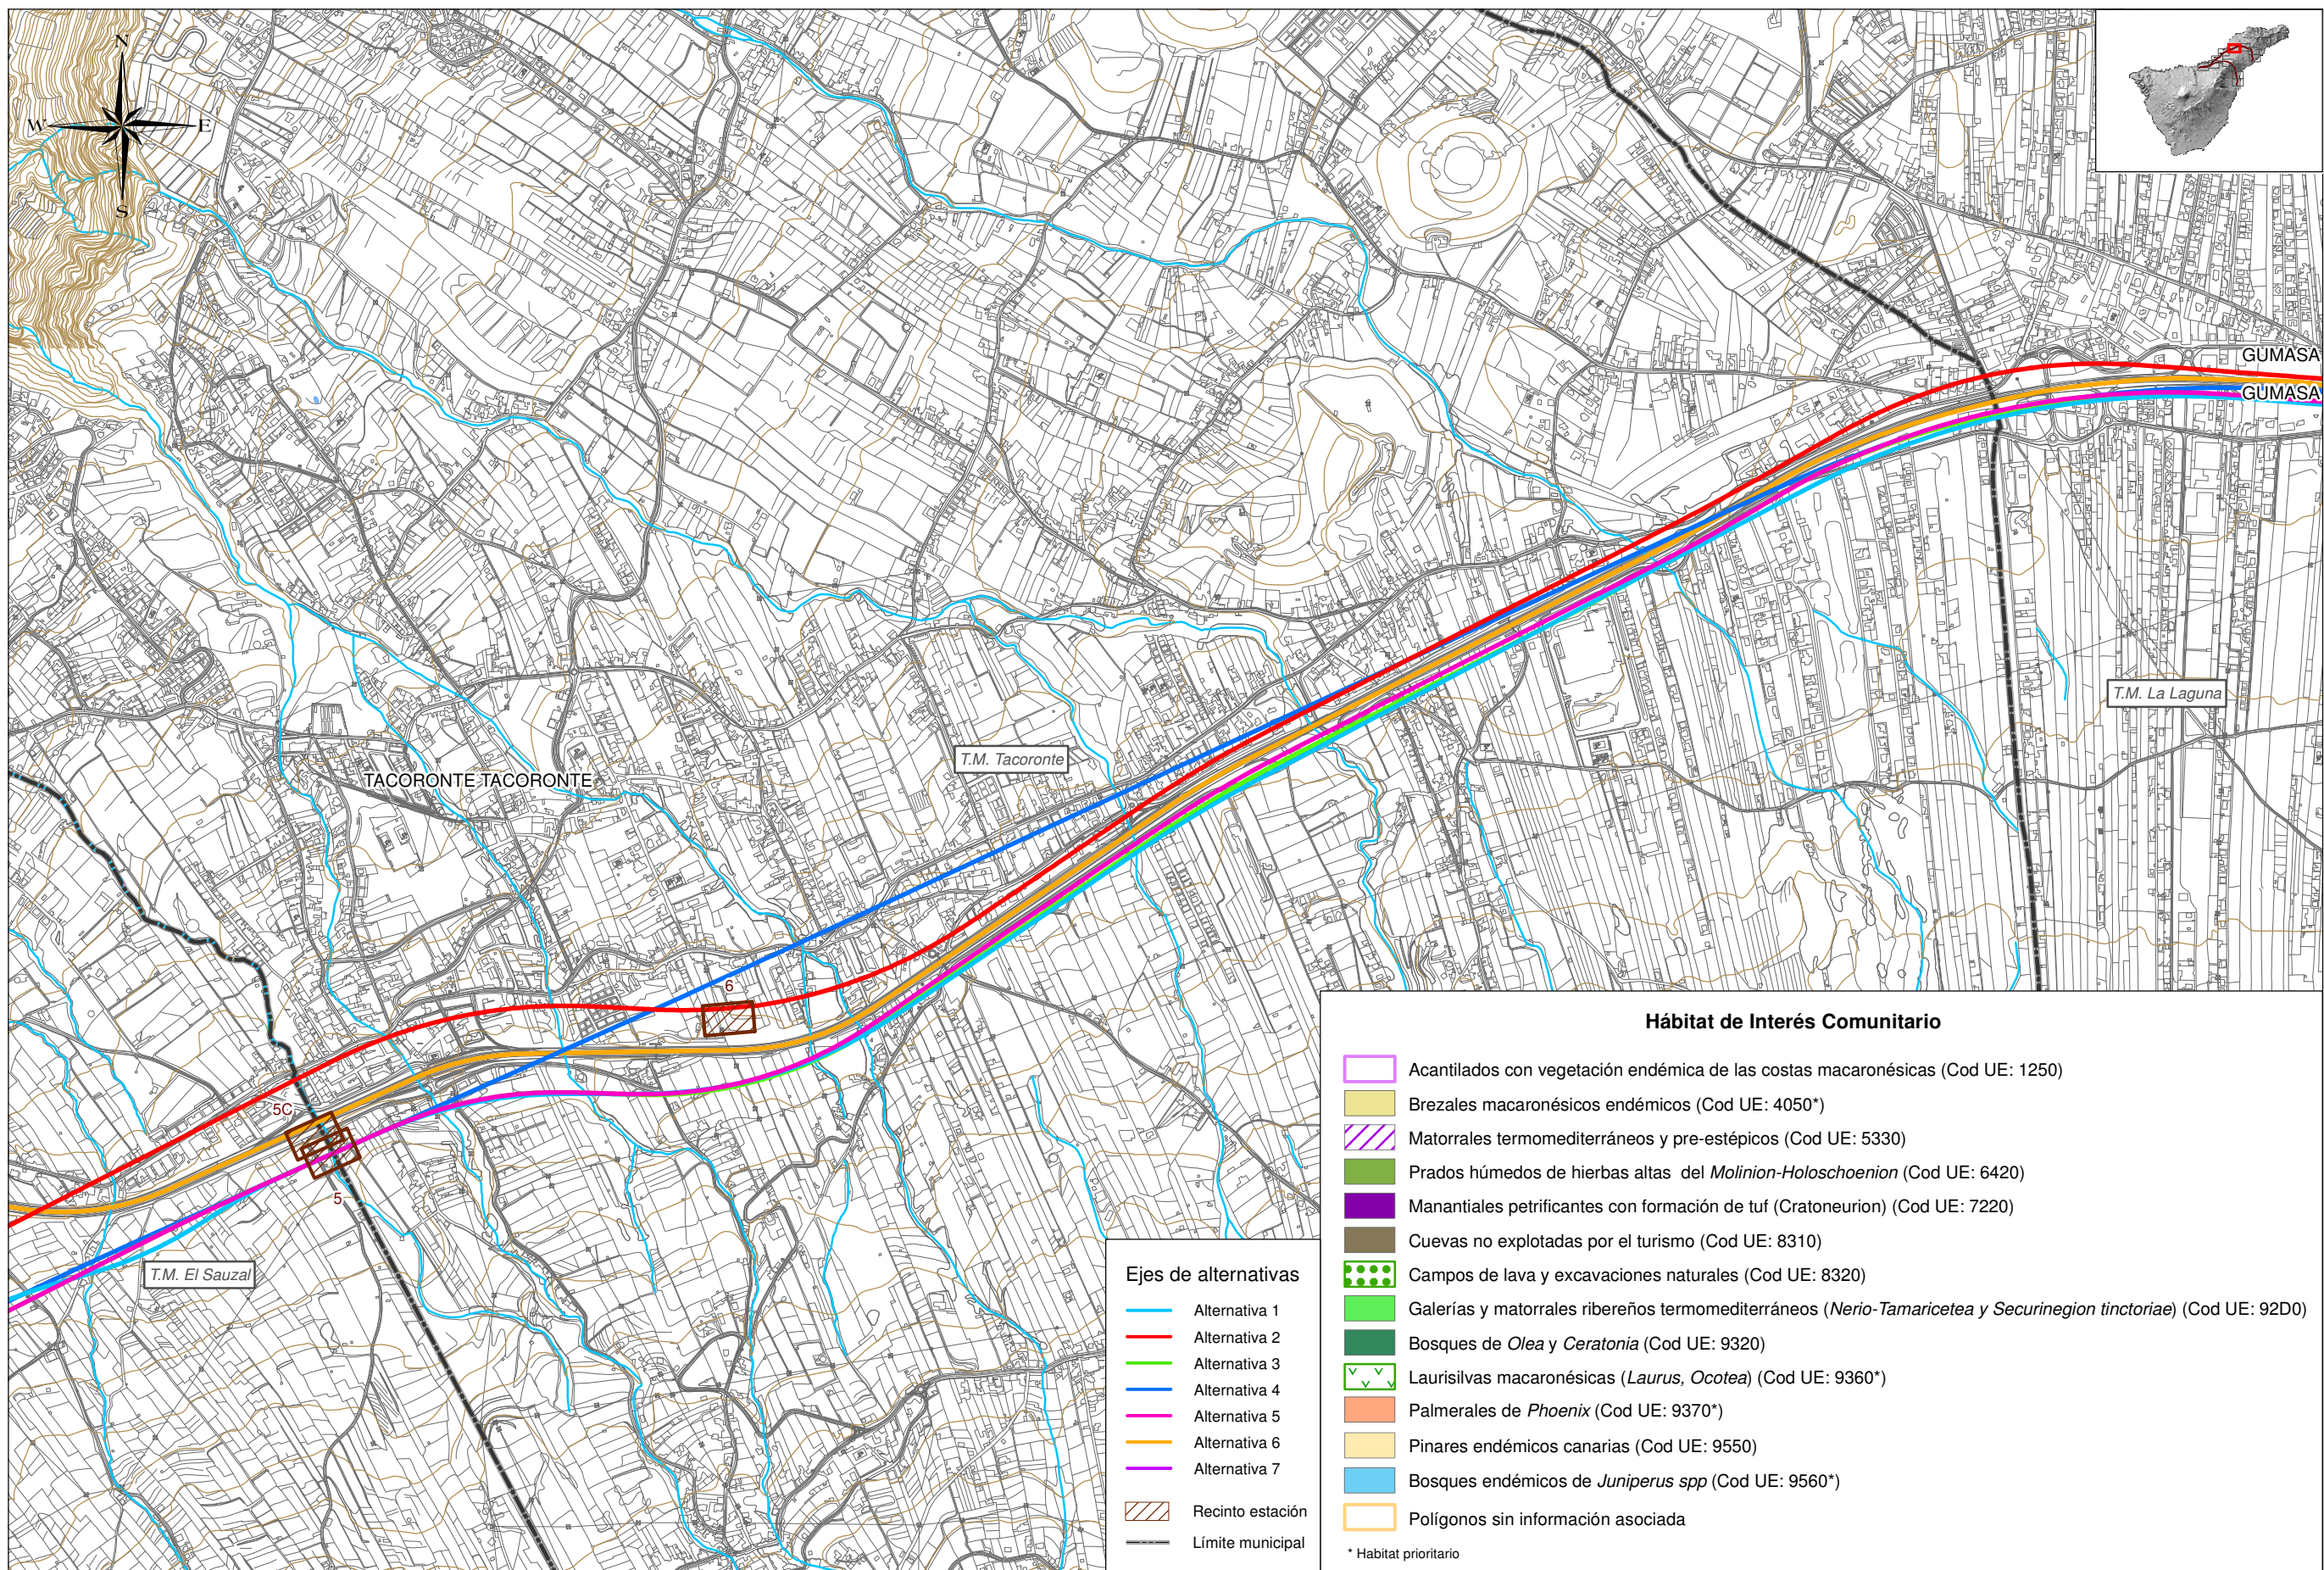 N
W
E
S
GUMASA
GUMASA
T.M. La Laguna
T.M. Tacoronte
TACORONTE TACORONTE
6
5C
5
T.M. El Sauzal
Ejes de alternativas
Alternativa 1
Alternativa 2
Alternativa 3
Alternativa 4
Alternativa 5
Alternativa 6
Alternativa 7
Recinto estación
Límite municipal
Hábitat de Interés Comunitario
Acantilados con vegetación endémica de las costas macaronésicas (Cod UE: 1250)
Brezales macaronésicos endémicos (Cod UE: 4050*)
Matorrales termomediterráneos y pre-estépicos (Cod UE: 5330)
Prados húmedos de hierbas altas del Molinion-Holoschoenion (Cod UE: 6420)
Manantiales petrificantes con formación de tuf (Cratoneurion) (Cod UE: 7220)
Cuevas no explotadas por el turismo (Cod UE: 8310)
Campos de lava y excavaciones naturales (Cod UE: 8320)
Galerías y matorrales ribereños termomediterráneos (Nerio-Tamaricetea y Securinegion tinctoriae) (Cod UE: 92D0)
Bosques de Olea y Ceratonia (Cod UE: 9320)
Laurisilvas macaronésicas (Laurus, Ocotea) (Cod UE: 9360*)
Palmerales de Phoenix (Cod UE: 9370*)
Pinares endémicos canarias (Cod UE: 9550)
Bosques endémicos de Juniperus spp (Cod UE: 9560*)
Polígonos sin información asociada
* Habitat prioritario